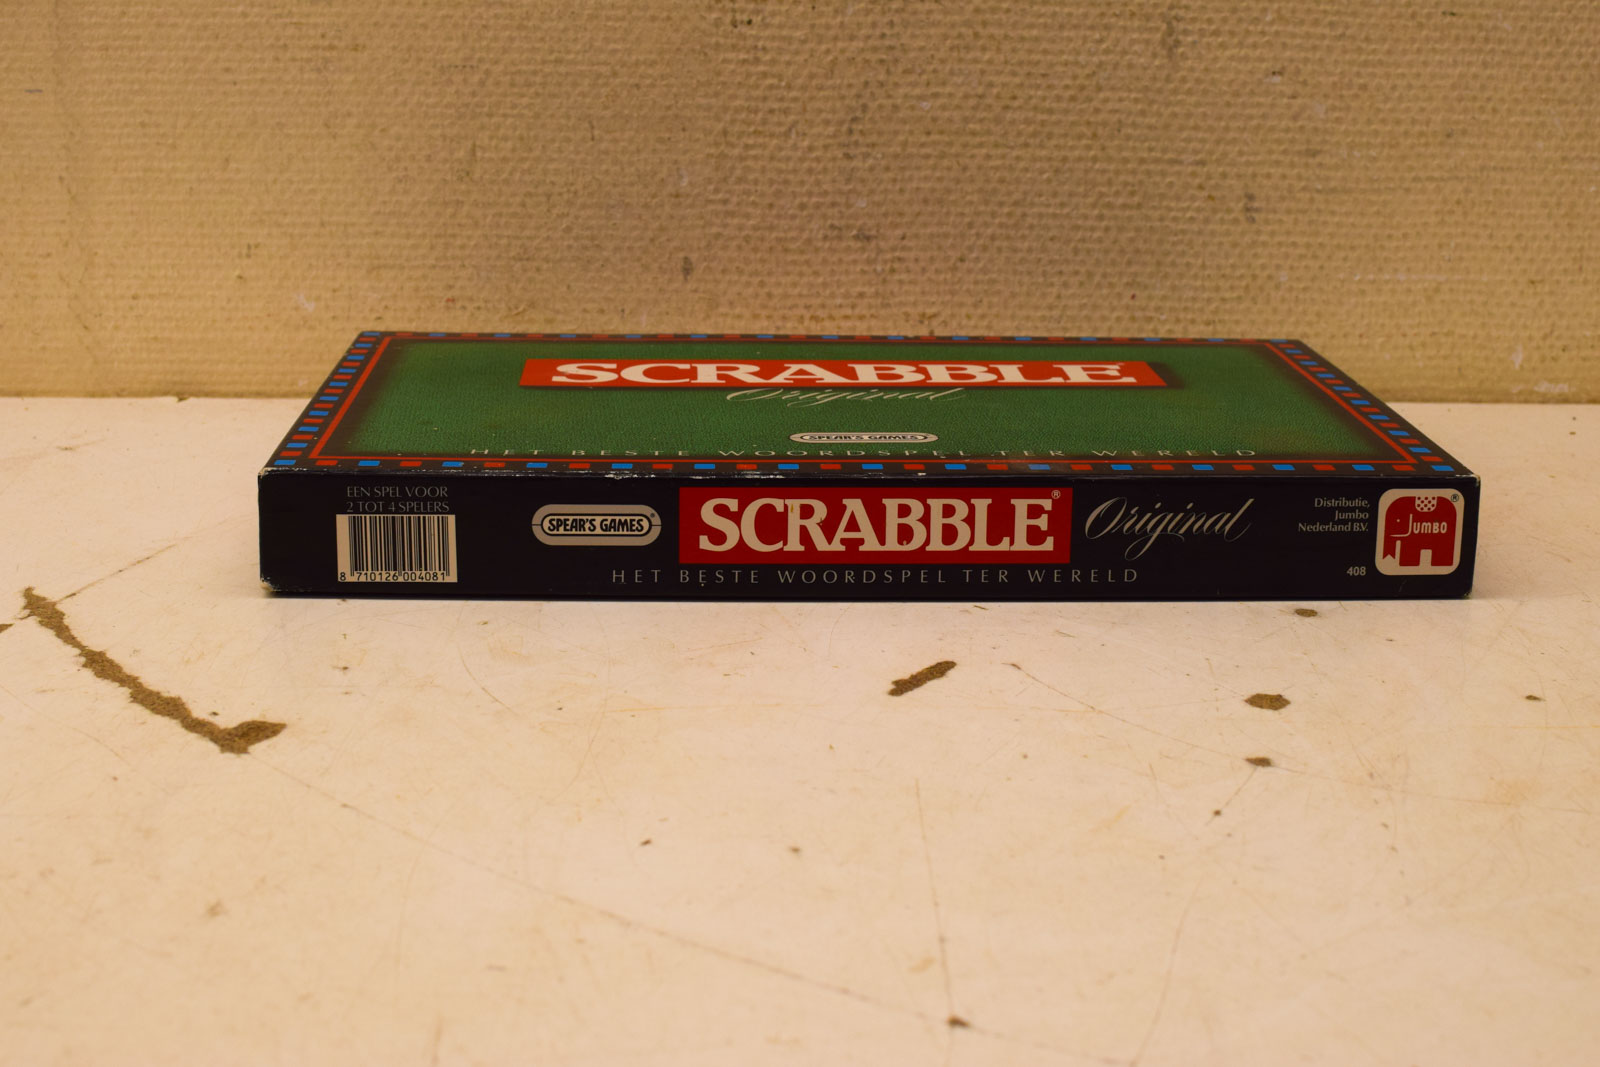 SCRABBLE
Original
SPEAR'S GAMES
HET BESTE WOORDSPEL TER WERELD
EEN SPEL VOOR
2 TOT 4 SPELERS
8 710126 004081
SPEAR'S GAMES®
SCRABBLE®
Original
HET BESTE WOORDSPEL TER WERELD
Distributie,
Jumbo
Nederland B.V.
408
JUMBO®